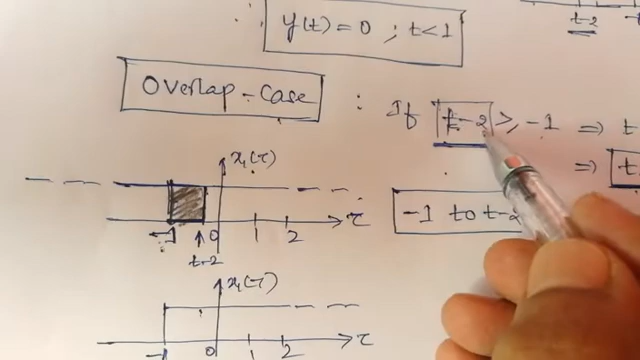 t-2
∴ y(t) = 0 ; t < 1
Overlap-Case : If t-2 ≥ -1 ⇒ t
⇒ t
-1 to t-2
x₁(τ)
-1 0 1 2 τ
t-2
x₁(τ)
-1 0 1 2 τ